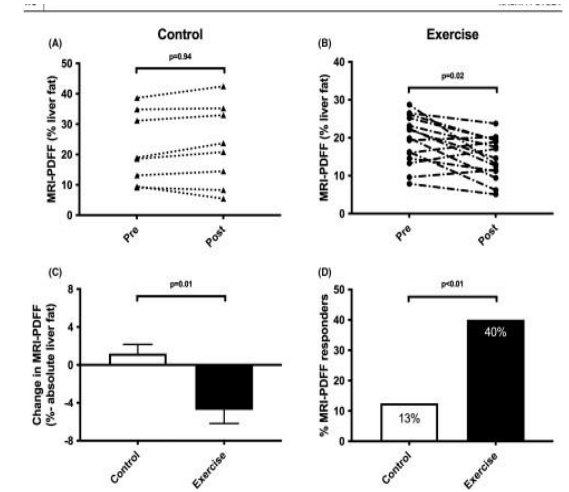 Control
Exercise
(A)
(B)
p=0.94
p=0.02
MRI-PDFF (% liver fat)
50
40
30
20
10
0
Pre
Post
MRI-PDFF (% liver fat)
40
30
20
10
0
Pre
Post
(C)
(D)
p=0.01
p<0.01
Change in MRI-PDFF
(%- absolute liver fat)
8
4
0
-4
-8
Control
Exercise
% MRI-PDFF responders
50
40
30
20
10
0
13%
40%
Control
Exercise